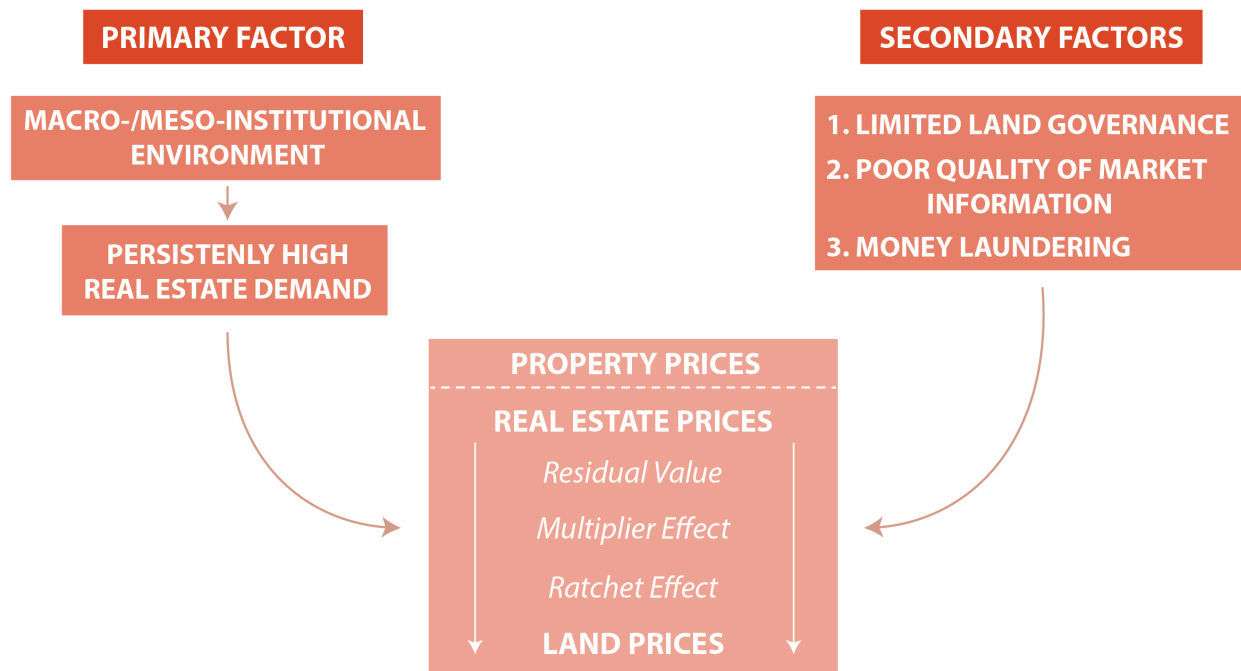 PRIMARY FACTOR
MACRO-/MESO-INSTITUTIONAL
ENVIRONMENT
PERSISTENLY HIGH
REAL ESTATE DEMAND
SECONDARY FACTORS
1. LIMITED LAND GOVERNANCE
2. POOR QUALITY OF MARKET
INFORMATION
3. MONEY LAUNDERING
PROPERTY PRICES
REAL ESTATE PRICES
Residual Value
Multiplier Effect
Ratchet Effect
LAND PRICES